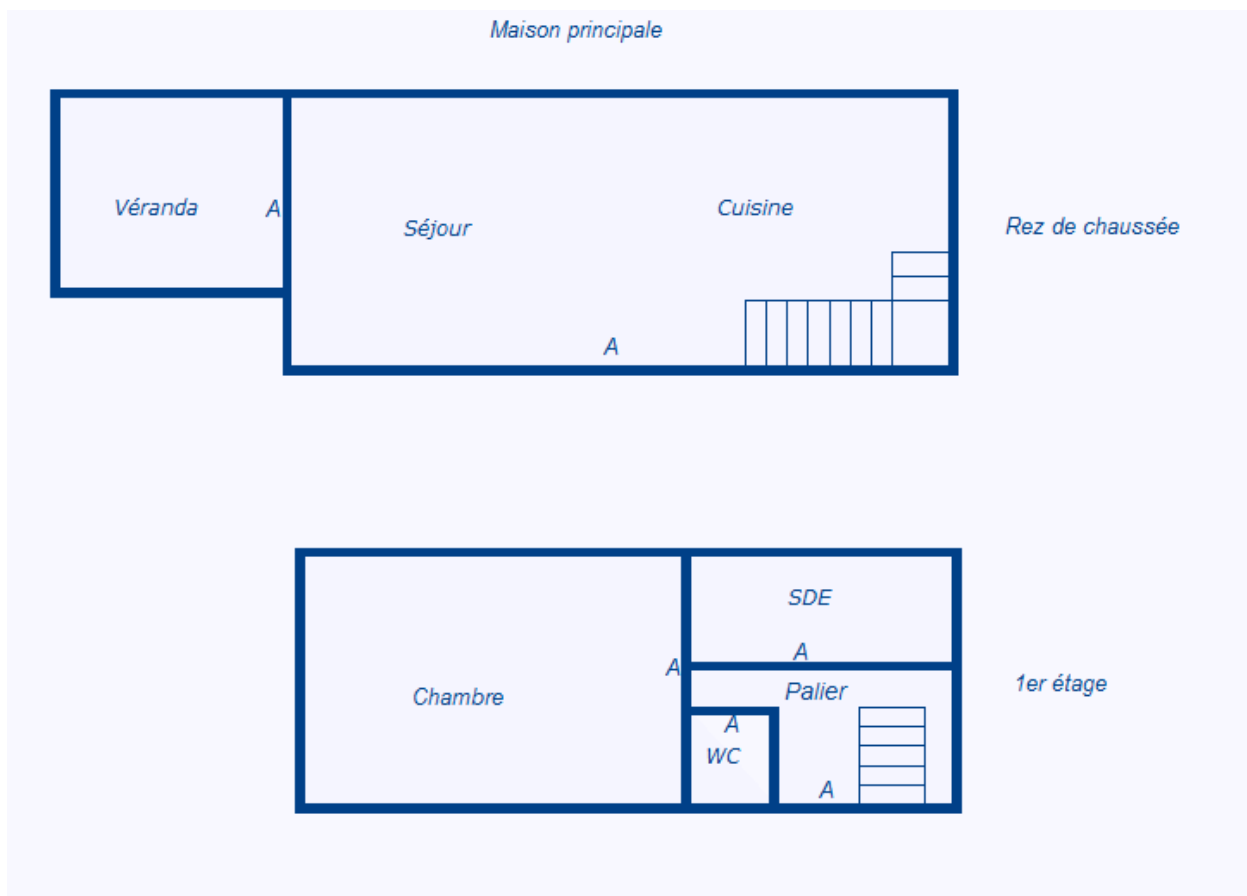 Maison principale
Véranda
A
Séjour
Cuisine
Rez de chaussée
A
SDE
A
A
Palier
Chambre
1er étage
A
WC
A